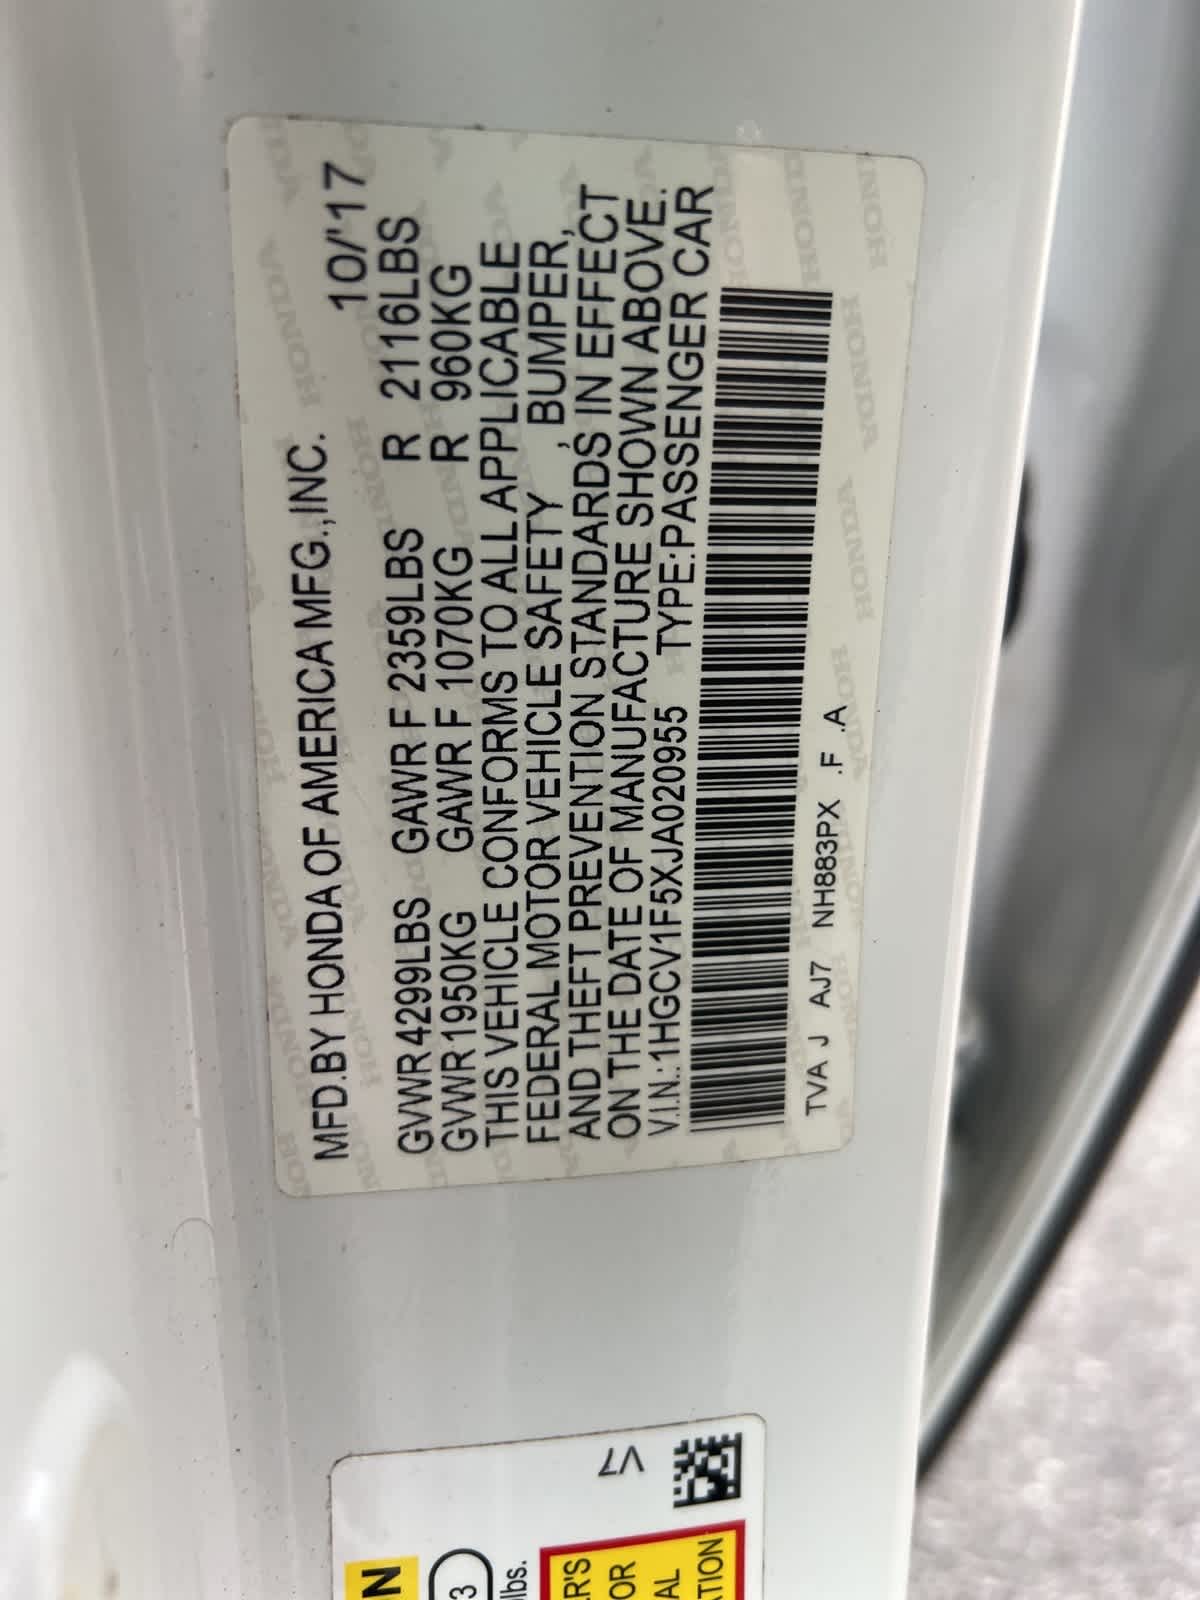 MFD.BY HONDA OF AMERICA MFG.,INC. 10/'17
GVWR 4299LBS GAWR F 2359LBS R 2116LBS
GVWR 1950KG GAWR F 1070KG R 960KG
THIS VEHICLE CONFORMS TO ALL APPLICABLE
FEDERAL MOTOR VEHICLE SAFETY , BUMPER,
AND THEFT PREVENTION STANDARDS, IN EFFECT
ON THE DATE OF MANUFACTURE SHOWN ABOVE.
V.I.N.:1HGCV1F5XJA020955 TYPE:PASSENGER CAR
TVA J AJ7 NH883PX .F .A
V7
3
lbs.